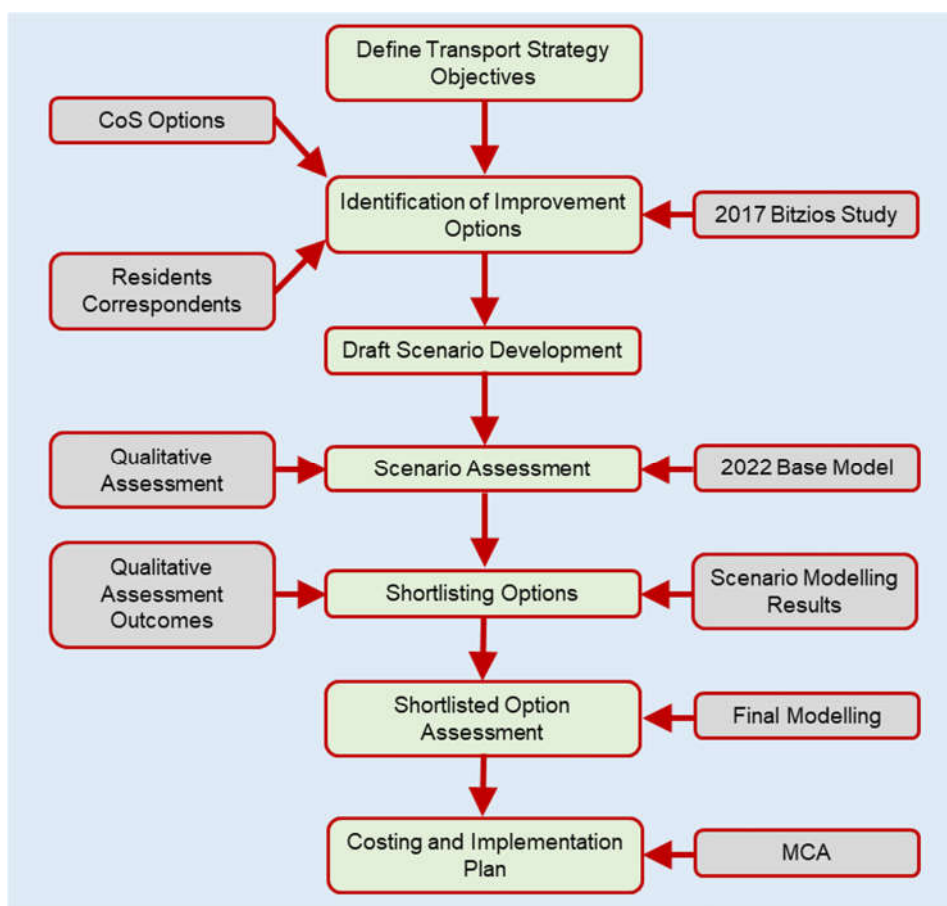 Define Transport Strategy
Objectives
CoS Options
Identification of Improvement
Options
2017 Bitzios Study
Residents
Correspondents
Draft Scenario Development
Qualitative
Assessment
Scenario Assessment
2022 Base Model
Qualitative
Assessment
Outcomes
Shortlisting Options
Scenario Modelling
Results
Shortlisted Option
Assessment
Final Modelling
Costing and Implementation
Plan
MCA